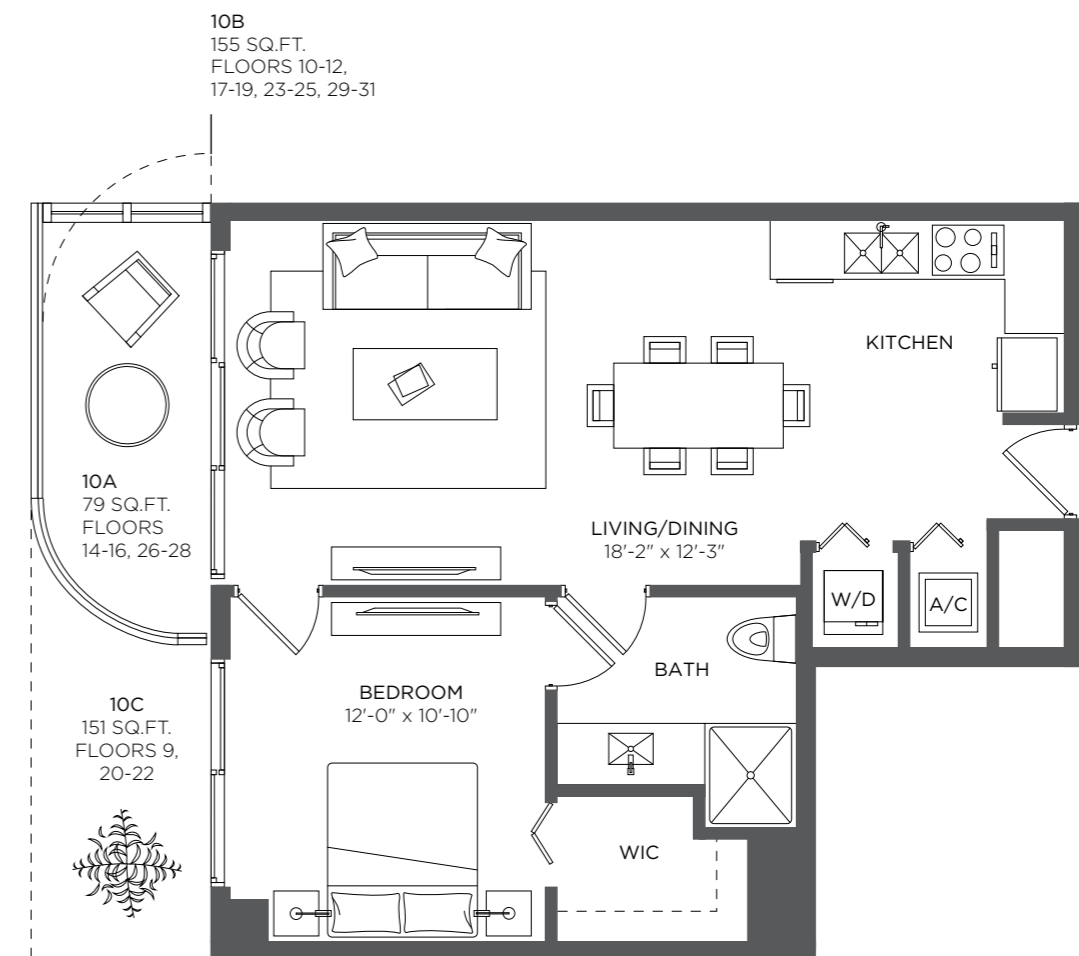 10B
155 SQ.FT.
FLOORS 10-12,
17-19, 23-25, 29-31
KITCHEN
10A
79 SQ.FT.
FLOORS
14-16, 26-28
LIVING/DINING
18'-2" x 12'-3"
W/D
A/C
BATH
BEDROOM
12'-0" x 10'-10"
10C
151 SQ.FT.
FLOORS 9,
20-22
WIC